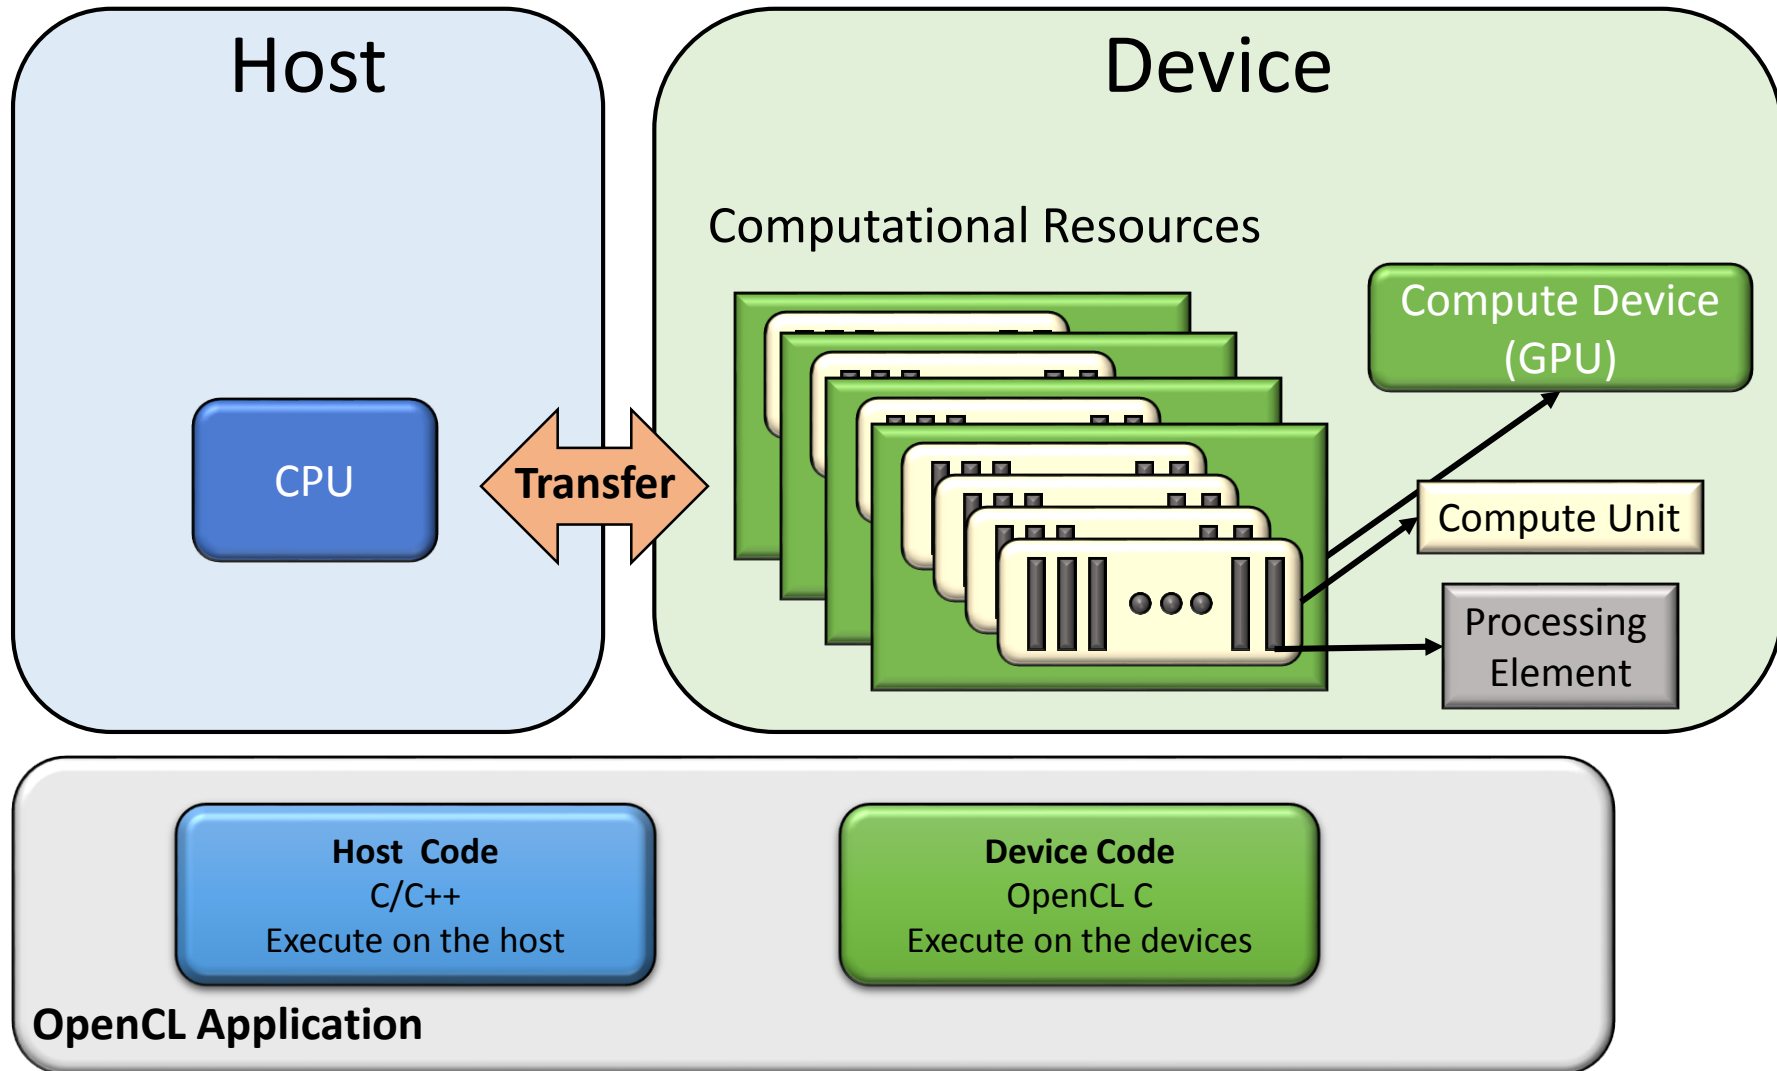 Host
Device
Computational Resources
Compute Device
(GPU)
CPU
Transfer
Compute Unit
Processing
Element
Host Code
C/C++
Execute on the host
Device Code
OpenCL C
Execute on the devices
OpenCL Application